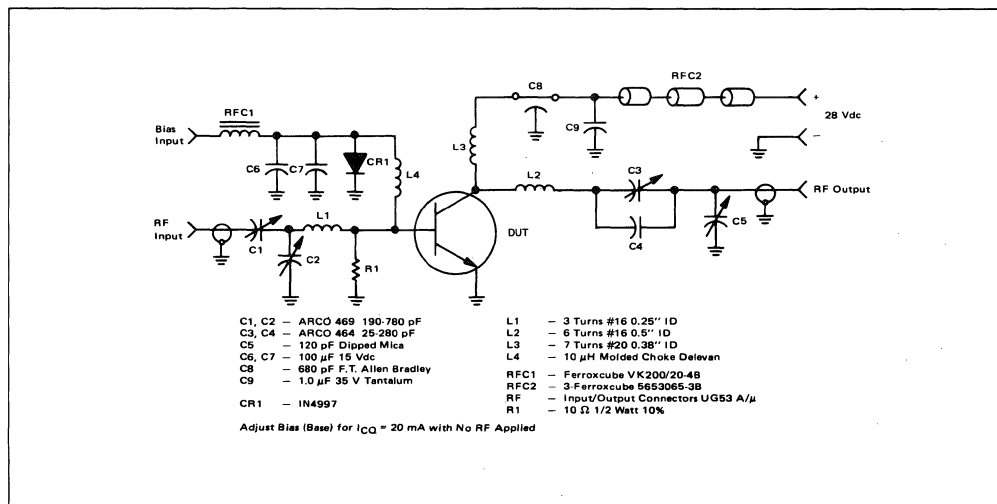 RFC1
Bias
Input
C6
C7
CR1
L4
RF
Input
C1
L1
C2
R1
DUT
L3
C8
C9
RFC2
+
28 Vdc
–
L2
C3
C4
C5
RF Output
C1, C2 – ARCO 469 190-780 pF
C3, C4 – ARCO 464 25-280 pF
C5 – 120 pF Dipped Mica
C6, C7 – 100 μF 15 Vdc
C8 – 680 pF F.T. Allen Bradley
C9 – 1.0 μF 35 V Tantalum
CR1 – IN4997
L1 – 3 Turns #16 0.25'' ID
L2 – 6 Turns #16 0.5'' ID
L3 – 7 Turns #20 0.38'' ID
L4 – 10 μH Molded Choke Delevan
RFC1 – Ferroxcube VK200/20-4B
RFC2 – 3-Ferroxcube 5653065-3B
RF – Input/Output Connectors UG53 A/μ
R1 – 10 Ω 1/2 Watt 10%
Adjust Bias (Base) for ICQ = 20 mA with No RF Applied